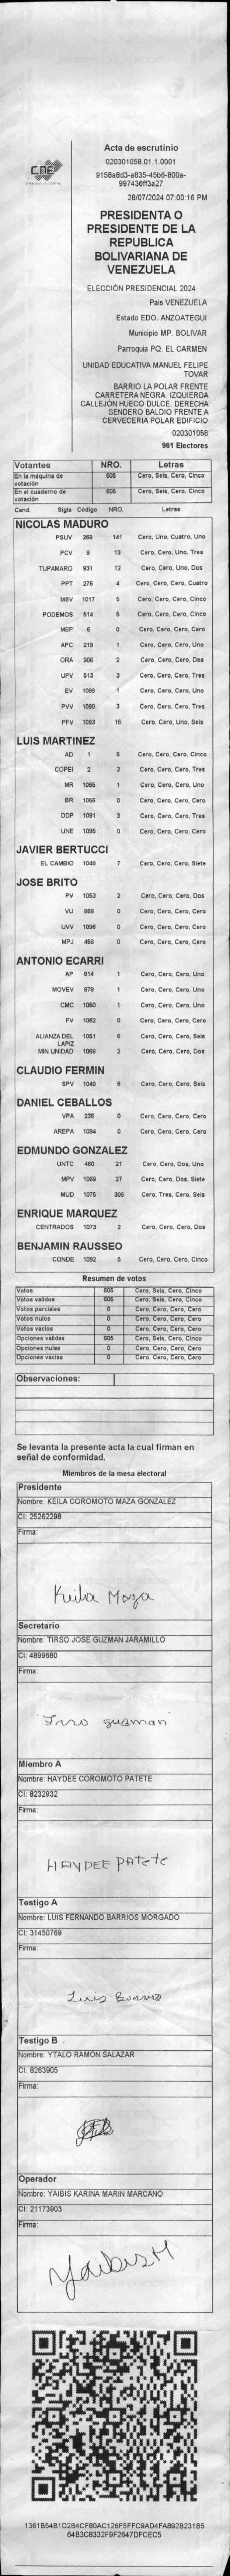 CNE
Acta de escrutinio
020301058.01.1.0001
9158a8d3-a835-45b6-800a-
997436ff3a27
28/07/2024 07:00:16 PM
PRESIDENTA O
PRESIDENTE DE LA
REPUBLICA
BOLIVARIANA DE
VENEZUELA
ELECCIÓN PRESIDENCIAL 2024
País VENEZUELA
Estado EDO. ANZOATEGUI
Municipio MP. BOLIVAR
Parroquia PQ. EL CARMEN
UNIDAD EDUCATIVA MANUEL FELIPE
TOVAR
BARRIO LA POLAR FRENTE
CARRETERA NEGRA. IZQUIERDA
CALLEJÓN HUECO DULCE. DERECHA
SENDERO BALDIO FRENTE A
CERVECERIA POLAR EDIFICIO
020301058
961 Electores
Votantes NRO. Letras
En la máquina de votación 605 Cero, Seis, Cero, Cinco
En el cuaderno de votación 605 Cero, Seis, Cero, Cinco
Cand. Sigla Código NRO. Letras
NICOLAS MADURO
PSUV 269 141 Cero, Uno, Cuatro, Uno
PCV 9 13 Cero, Cero, Uno, Tres
TUPAMARO 931 12 Cero, Cero, Uno, Dos
PPT 276 4 Cero, Cero, Cero, Cuatro
MSV 1017 5 Cero, Cero, Cero, Cinco
PODEMOS 514 5 Cero, Cero, Cero, Cinco
MEP 6 0 Cero, Cero, Cero, Cero
APC 219 1 Cero, Cero, Cero, Uno
ORA 906 2 Cero, Cero, Cero, Dos
UPV 513 3 Cero, Cero, Cero, Tres
EV 1089 1 Cero, Cero, Cero, Uno
PVV 1090 3 Cero, Cero, Cero, Tres
PFV 1093 16 Cero, Cero, Uno, Seis
LUIS MARTINEZ
AD 1 5 Cero, Cero, Cero, Cinco
COPEI 2 3 Cero, Cero, Cero, Tres
MR 1065 1 Cero, Cero, Cero, Uno
BR 1066 0 Cero, Cero, Cero, Cero
DDP 1091 3 Cero, Cero, Cero, Tres
UNE 1095 0 Cero, Cero, Cero, Cero
JAVIER BERTUCCI
EL CAMBIO 1048 7 Cero, Cero, Cero, Siete
JOSE BRITO
PV 1053 2 Cero, Cero, Cero, Dos
VU 868 0 Cero, Cero, Cero, Cero
UVV 1096 0 Cero, Cero, Cero, Cero
MPJ 458 0 Cero, Cero, Cero, Cero
ANTONIO ECARRI
AP 814 1 Cero, Cero, Cero, Uno
MOVEV 878 1 Cero, Cero, Cero, Uno
CMC 1050 1 Cero, Cero, Cero, Uno
FV 1062 0 Cero, Cero, Cero, Cero
ALIANZA DEL LAPIZ 1051 6 Cero, Cero, Cero, Seis
MIN UNIDAD 1068 2 Cero, Cero, Cero, Dos
CLAUDIO FERMIN
SPV 1049 6 Cero, Cero, Cero, Seis
DANIEL CEBALLOS
VPA 236 0 Cero, Cero, Cero, Cero
AREPA 1094 0 Cero, Cero, Cero, Cero
EDMUNDO GONZALEZ
UNTC 460 21 Cero, Cero, Dos, Uno
MPV 1069 27 Cero, Cero, Dos, Siete
MUD 1075 306 Cero, Tres, Cero, Seis
ENRIQUE MARQUEZ
CENTRADOS 1073 2 Cero, Cero, Cero, Dos
BENJAMIN RAUSSEO
CONDE 1092 5 Cero, Cero, Cero, Cinco
Resumen de votos
Votos 605 Cero, Seis, Cero, Cinco
Votos validos 605 Cero, Seis, Cero, Cinco
Votos parciales 0 Cero, Cero, Cero, Cero
Votos nulos 0 Cero, Cero, Cero, Cero
Votos vacios 0 Cero, Cero, Cero, Cero
Opciones validas 605 Cero, Seis, Cero, Cinco
Opciones nulas 0 Cero, Cero, Cero, Cero
Opciones vacias 0 Cero, Cero, Cero, Cero
Observaciones:
Se levanta la presente acta la cual firman en
señal de conformidad.
Miembros de la mesa electoral
Presidente
Nombre: KEILA COROMOTO MAZA GONZALEZ
CI: 25262298
Firma:
Keila Maza
Secretario
Nombre: TIRSO JOSE GUZMAN JARAMILLO
CI: 4899680
Firma:
Tirso guzman
Miembro A
Nombre: HAYDEE COROMOTO PATETE
CI: 8232932
Firma:
HAYDEE PAtete
Testigo A
Nombre: LUIS FERNANDO BARRIOS MORGADO
CI: 31450769
Firma:
Luis Barrios
Testigo B
Nombre: YTALO RAMON SALAZAR
CI: 8263905
Firma:
Operador
Nombre: YAIBIS KARINA MARIN MARCANO
CI: 21173903
Firma:
Yaibis M
1361B54B1D2B4CF80AC126F5FFC9AD4FA892B231B5
64B3C8332F9F2647DFCEC5